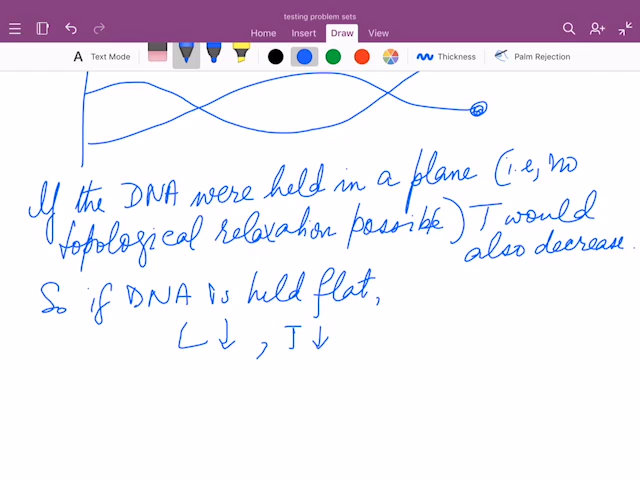 testing problem sets
Home Insert Draw View
Text Mode Thickness Palm Rejection
If the DNA were held in a plane (i.e, no
topological relaxation possible) T would
also decrease.
So if DNA is held flat,
L ↓ , T ↓